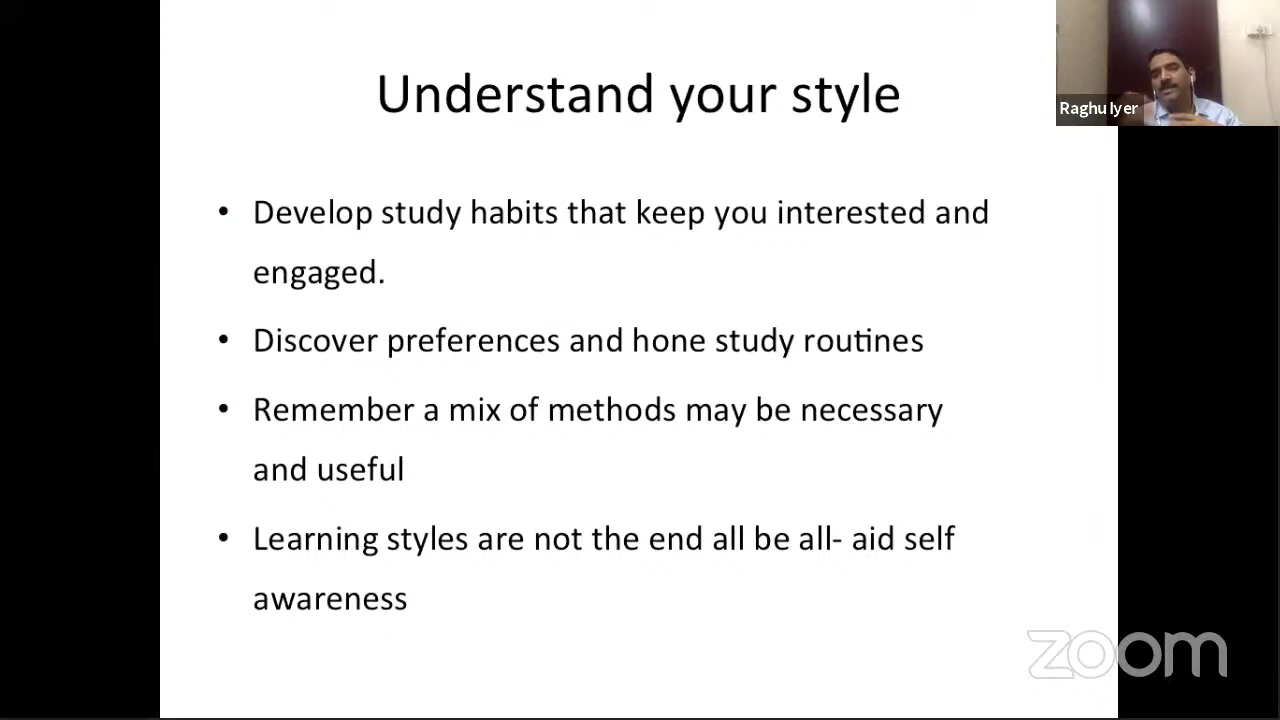 Understand your style
Raghu Iyer
• Develop study habits that keep you interested and
engaged.
• Discover preferences and hone study routines
• Remember a mix of methods may be necessary
and useful
• Learning styles are not the end all be all- aid self
awareness
zoom